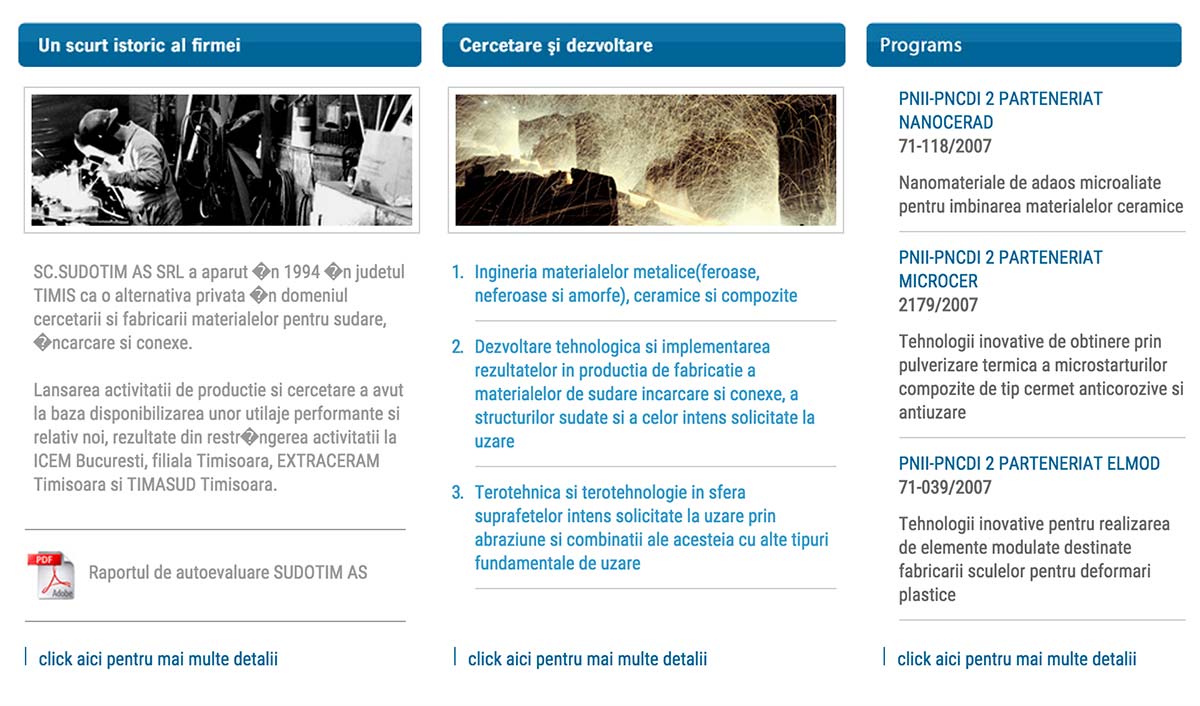 Un scurt istoric al firmei
SC.SUDOTIM AS SRL a aparut �n 1994 �n judetul
TIMIS ca o alternativa privata �n domeniul
cercetarii si fabricarii materialelor pentru sudare,
�ncarcare si conexe.
Lansarea activitatii de productie si cercetare a avut
la baza disponibilizarea unor utilaje performante si
relativ noi, rezultate din restr�ngerea activitatii la
ICEM Bucuresti, filiala Timisoara, EXTRACERAM
Timisoara si TIMASUD Timisoara.
PDF
Adobe
Raportul de autoevaluare SUDOTIM AS
click aici pentru mai multe detalii
Cercetare şi dezvoltare
1. Ingineria materialelor metalice(feroase,
neferoase si amorfe), ceramice si compozite
2. Dezvoltare tehnologica si implementarea
rezultatelor in productia de fabricatie a
materialelor de sudare incarcare si conexe, a
structurilor sudate si a celor intens solicitate la
uzare
3. Terotehnica si terotehnologie in sfera
suprafetelor intens solicitate la uzare prin
abraziune si combinatii ale acesteia cu alte tipuri
fundamentale de uzare
click aici pentru mai multe detalii
Programs
PNII-PNCDI 2 PARTENERIAT
NANOCERAD
71-118/2007
Nanomateriale de adaos microaliate
pentru imbinarea materialelor ceramice
PNII-PNCDI 2 PARTENERIAT
MICROCER
2179/2007
Tehnologii inovative de obtinere prin
pulverizare termica a microstarturilor
compozite de tip cermet anticorozive si
antiuzare
PNII-PNCDI 2 PARTENERIAT ELMOD
71-039/2007
Tehnologii inovative pentru realizarea
de elemente modulate destinate
fabricarii sculelor pentru deformari
plastice
click aici pentru mai multe detalii